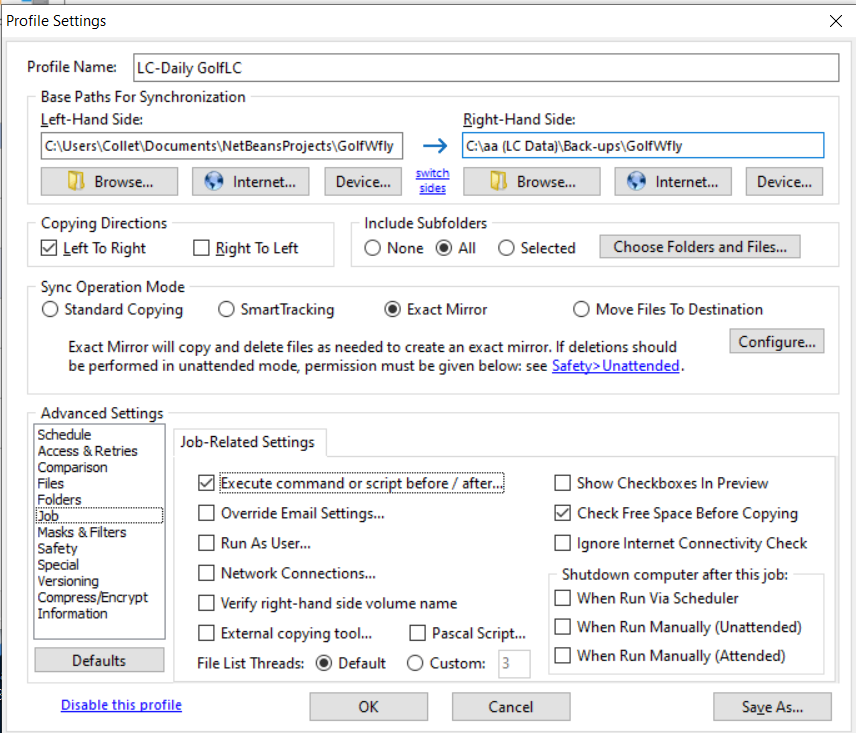 Profile Settings
Profile Name: LC-Daily GolfLC
Base Paths For Synchronization
Left-Hand Side: Right-Hand Side:
C:\Users\Collet\Documents\NetBeansProjects\GolfWfly C:\aa (LC Data)\Back-ups\GolfWfly
Browse... Internet... Device... switch sides Browse... Internet... Device...
Copying Directions Include Subfolders
Left To Right Right To Left None All Selected Choose Folders and Files...
Sync Operation Mode
Standard Copying SmartTracking Exact Mirror Move Files To Destination
Exact Mirror will copy and delete files as needed to create an exact mirror. If deletions should
be performed in unattended mode, permission must be given below: see Safety>Unattended.
Configure...
Advanced Settings
Schedule
Access & Retries
Comparison
Files
Folders
Job
Masks & Filters
Safety
Special
Versioning
Compress/Encrypt
Information
Defaults
Job-Related Settings
Execute command or script before / after...
Override Email Settings...
Run As User...
Network Connections...
Verify right-hand side volume name
External copying tool... Pascal Script...
File List Threads: Default Custom: 3
Show Checkboxes In Preview
Check Free Space Before Copying
Ignore Internet Connectivity Check
Shutdown computer after this job:
When Run Via Scheduler
When Run Manually (Unattended)
When Run Manually (Attended)
Disable this profile OK Cancel Save As...